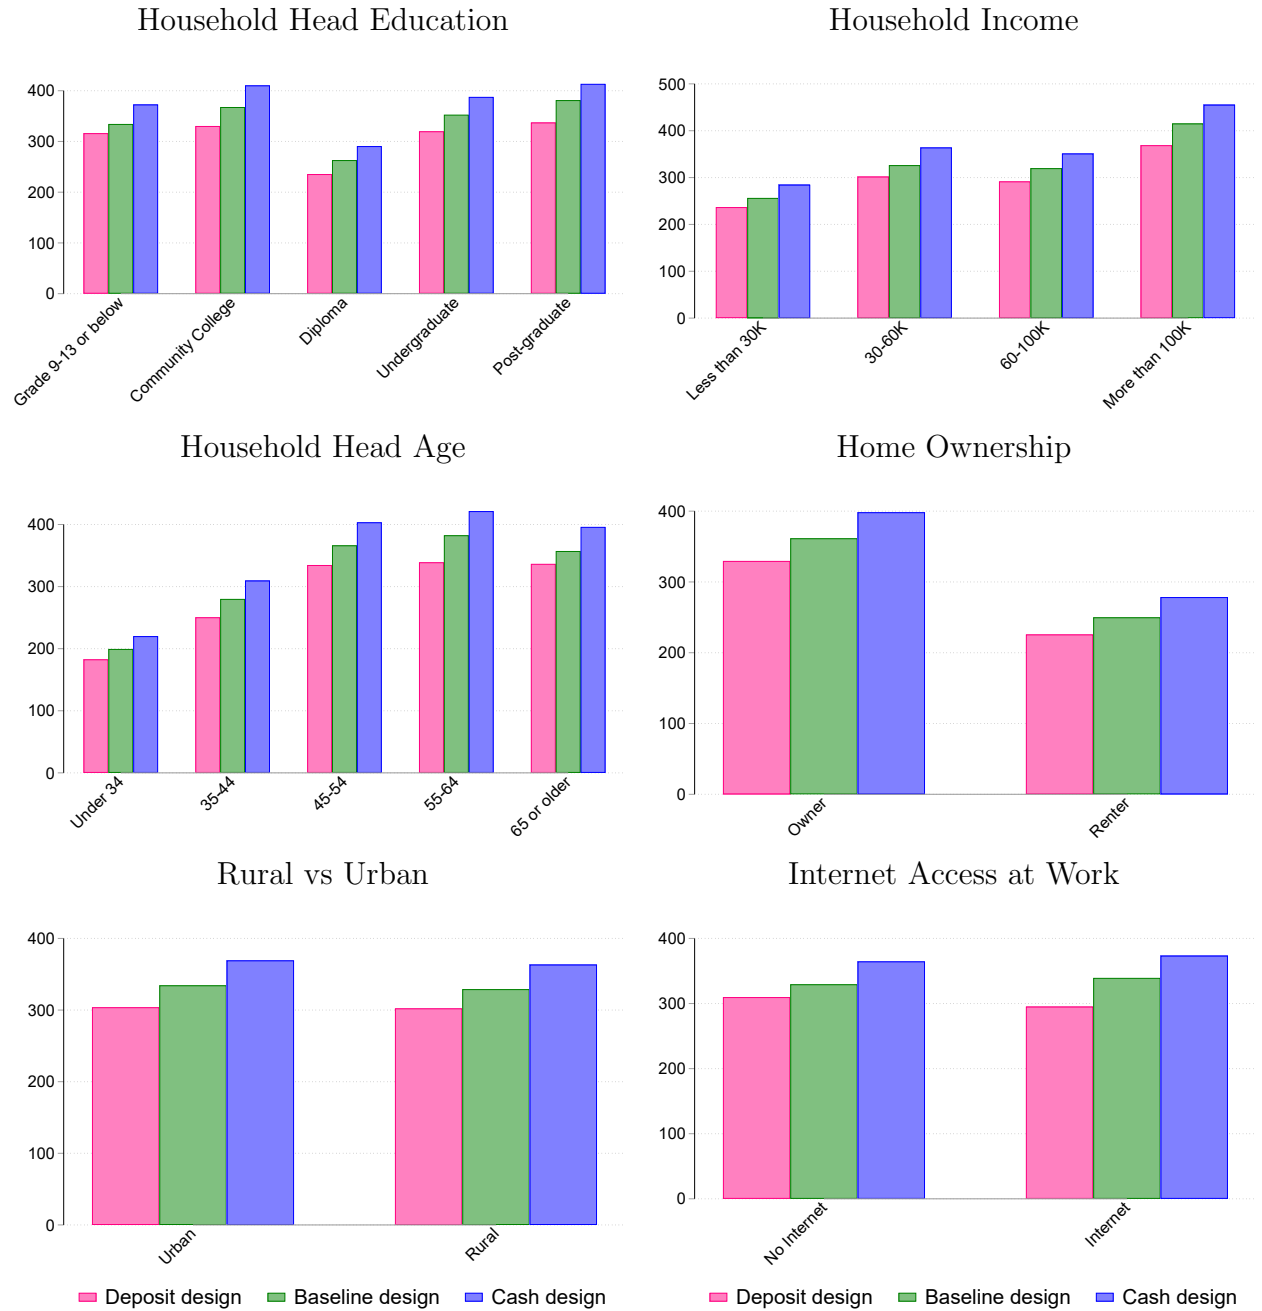 Household Head Education
400
300
200
100
0
Grade 9-13 or below
Community College
Diploma
Undergraduate
Post-graduate
Household Income
500
400
300
200
100
0
Less than 30K
30-60K
60-100K
More than 100K
Household Head Age
400
300
200
100
0
Under 34
35-44
45-54
55-64
65 or older
Home Ownership
400
300
200
100
0
Owner
Renter
Rural vs Urban
400
300
200
100
0
Urban
Rural
Deposit design Baseline design Cash design
Internet Access at Work
400
300
200
100
0
No Internet
Internet
Deposit design Baseline design Cash design